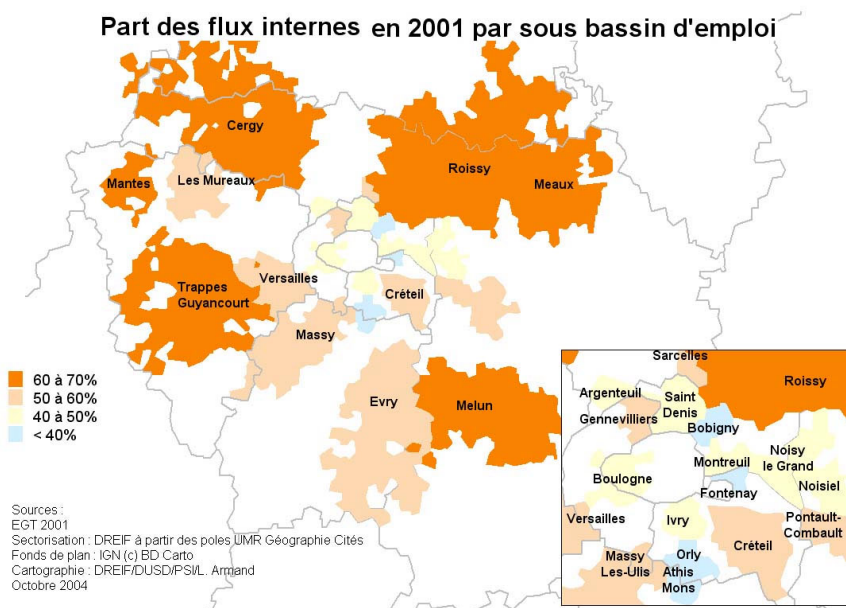 Part des flux internes en 2001 par sous bassin d'emploi
Cergy
Roissy
Mantes
Les Mureaux
Meaux
Versailles
Trappes
Guyancourt
Créteil
Massy
60 à 70%
50 à 60%
40 à 50%
< 40%
Evry
Melun
Sarcelles
Roissy
Argenteuil
Saint
Denis
Gennevilliers
Bobigny
Noisy
le Grand
Montreuil
Boulogne
Noisiel
Fontenay
Versailles
Ivry
Pontault-
Combault
Créteil
Massy
Les-Ulis
Orly
Athis
Mons
Sources :
EGT 2001
Sectorisation : DREIF à partir des poles UMR Géographie Cités
Fonds de plan : IGN (c) BD Carto
Cartographie : DREIF/DUSD/PSI/L. Armand
Octobre 2004